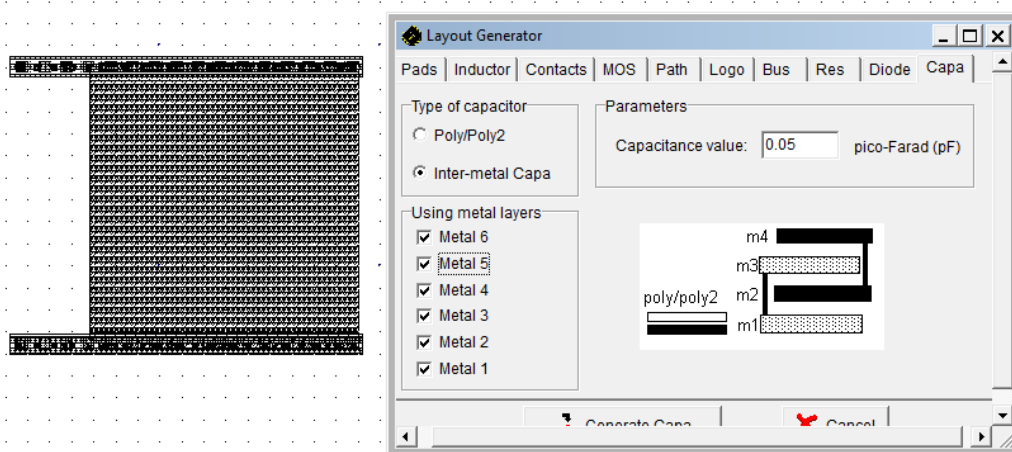 Layout Generator
Pads Inductor Contacts MOS Path Logo Bus Res Diode Capa
Type of capacitor
Poly/Poly2
Inter-metal Capa
Parameters
Capacitance value: 0.05 pico-Farad (pF)
Using metal layers
Metal 6
Metal 5
Metal 4
Metal 3
Metal 2
Metal 1
m4
m3
poly/poly2 m2
m1
Generate Capa Cancel